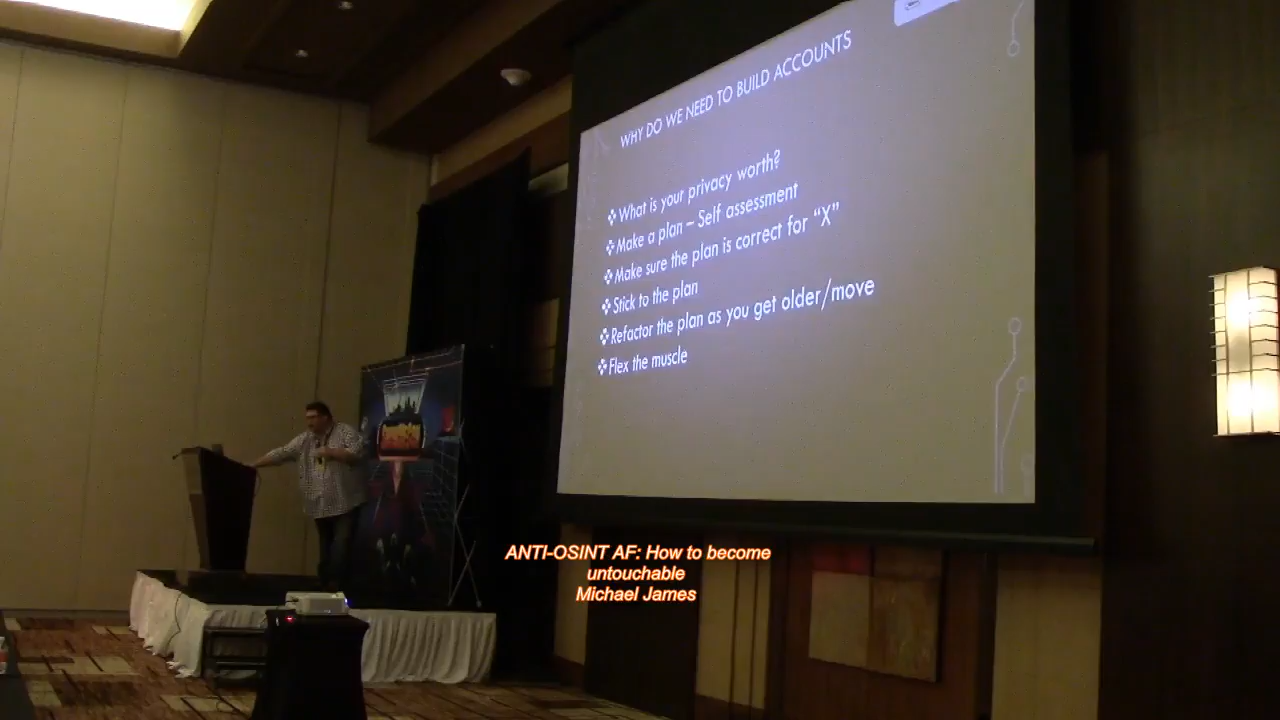 WHY DO WE NEED TO BUILD ACCOUNTS
What is your privacy worth?
Make a plan – Self assessment
Make sure the plan is correct for “X”
Stick to the plan
Refactor the plan as you get older/move
Flex the muscle
ANTI-OSINT AF: How to become
untouchable
Michael James